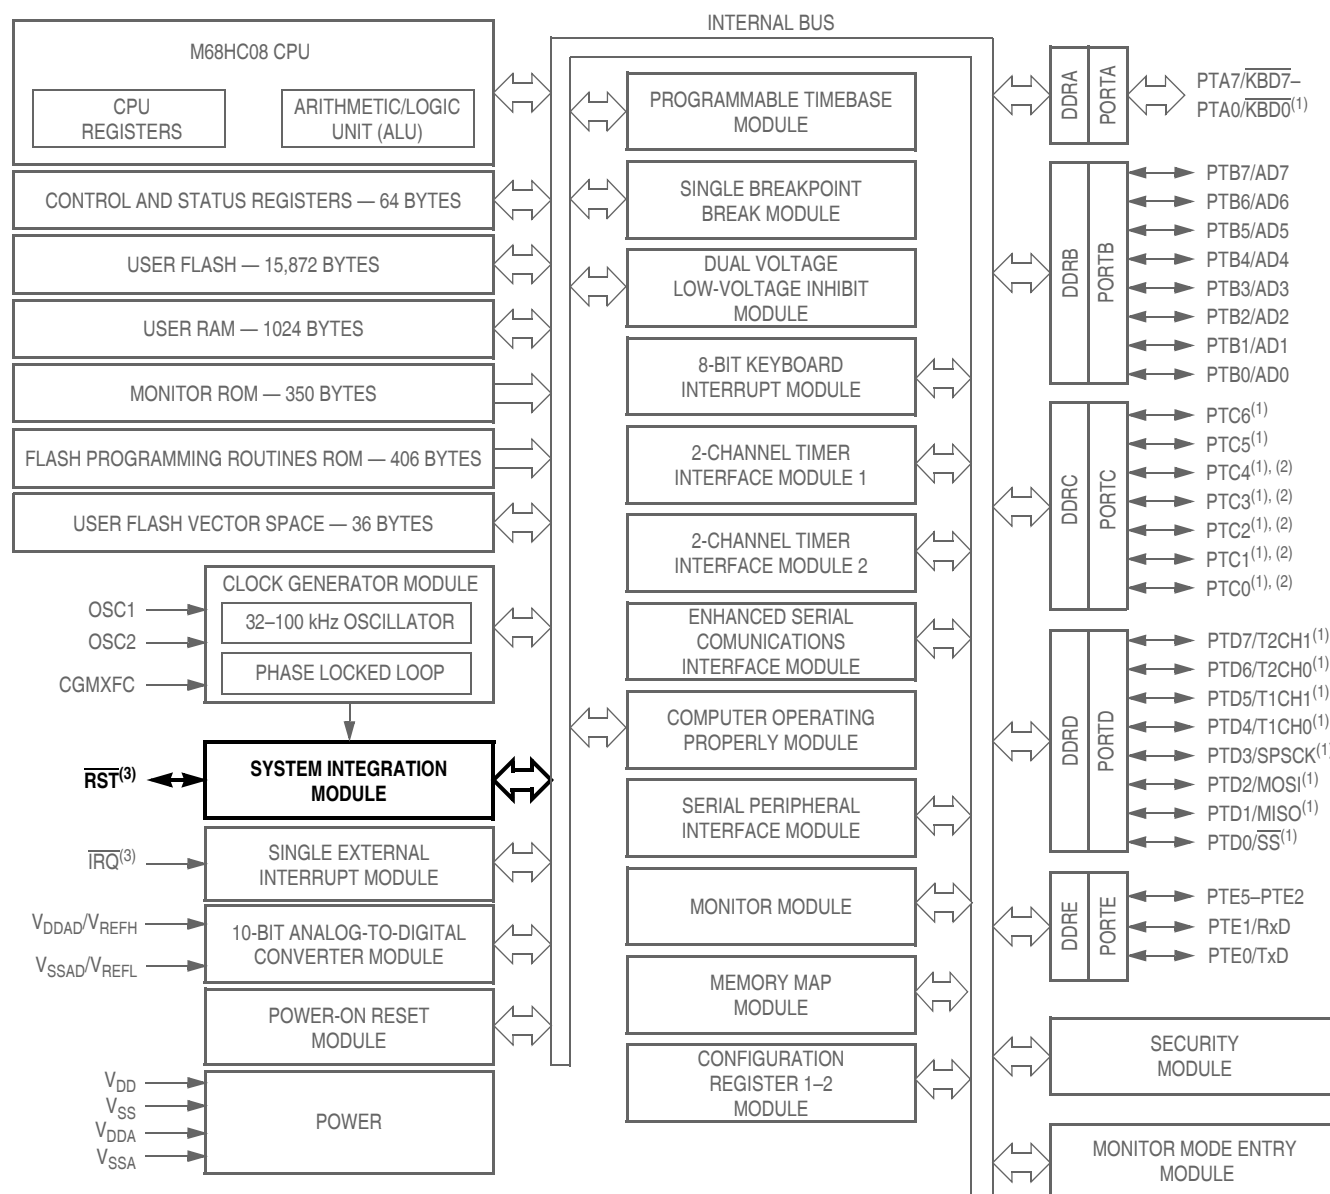 INTERNAL BUS
M68HC08 CPU
CPU
REGISTERS
ARITHMETIC/LOGIC
UNIT (ALU)
CONTROL AND STATUS REGISTERS — 64 BYTES
USER FLASH — 15,872 BYTES
USER RAM — 1024 BYTES
MONITOR ROM — 350 BYTES
FLASH PROGRAMMING ROUTINES ROM — 406 BYTES
USER FLASH VECTOR SPACE — 36 BYTES
CLOCK GENERATOR MODULE
32–100 kHz OSCILLATOR
PHASE LOCKED LOOP
OSC1
OSC2
CGMXFC
SYSTEM INTEGRATION
MODULE
RST(3)
SINGLE EXTERNAL
INTERRUPT MODULE
IRQ(3)
10-BIT ANALOG-TO-DIGITAL
CONVERTER MODULE
VDDAD/VREFH
VSSAD/VREFL
POWER-ON RESET
MODULE
POWER
VDD
VSS
VDDA
VSSA
PROGRAMMABLE TIMEBASE
MODULE
SINGLE BREAKPOINT
BREAK MODULE
DUAL VOLTAGE
LOW-VOLTAGE INHIBIT
MODULE
8-BIT KEYBOARD
INTERRUPT MODULE
2-CHANNEL TIMER
INTERFACE MODULE 1
2-CHANNEL TIMER
INTERFACE MODULE 2
ENHANCED SERIAL
COMUNICATIONS
INTERFACE MODULE
COMPUTER OPERATING
PROPERLY MODULE
SERIAL PERIPHERAL
INTERFACE MODULE
MONITOR MODULE
MEMORY MAP
MODULE
CONFIGURATION
REGISTER 1–2
MODULE
DDRA
PORTA
PTA7/KBD7–
PTA0/KBD0(1)
DDRB
PORTB
PTB7/AD7
PTB6/AD6
PTB5/AD5
PTB4/AD4
PTB3/AD3
PTB2/AD2
PTB1/AD1
PTB0/AD0
DDRC
PORTC
PTC6(1)
PTC5(1)
PTC4(1), (2)
PTC3(1), (2)
PTC2(1), (2)
PTC1(1), (2)
PTC0(1), (2)
DDRD
PORTD
PTD7/T2CH1(1)
PTD6/T2CH0(1)
PTD5/T1CH1(1)
PTD4/T1CH0(1)
PTD3/SPSCK(1)
PTD2/MOSI(1)
PTD1/MISO(1)
PTD0/SS(1)
DDRE
PORTE
PTE5–PTE2
PTE1/RxD
PTE0/TxD
SECURITY
MODULE
MONITOR MODE ENTRY
MODULE